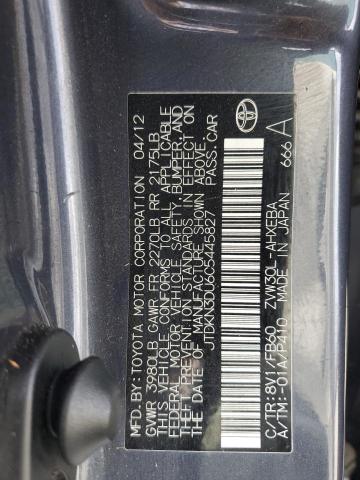 MFD.BY:TOYOTA MOTOR CORPORATION 04/12
GVWR 3980LB GAWR FR 2270LB RR 2175LB
THIS VEHICLE CONFORMS TO ALL APPLICABLE
FEDERAL MOTOR VEHICLE SAFETY,BUMPER,AND
THEFT PREVENTION STANDARDS IN EFFECT ON
THE DATE OF MANUFACTURE SHOWN ABOVE.
JTDKN3DU6C5445827 PASS.CAR
C/TR:8V1/FB60 ZVW30L-AHXEBA
A/TM:-01A/P410 MADE IN JAPAN 666 A